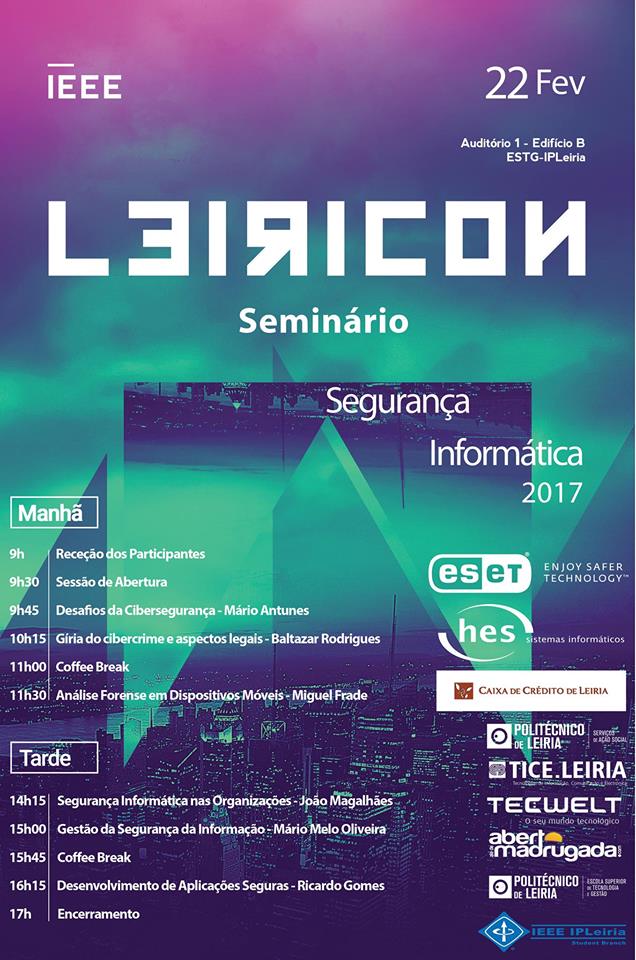 IEEE
22 Fev
Auditório 1 - Edifício B
ESTG-IPLeiria
LEIRICON
Seminário
Segurança
Informática
2017
Manhã
9h Receção dos Participantes
9h30 Sessão de Abertura
9h45 Desafios da Cibersegurança - Mário Antunes
10h15 Gíria do cibercrime e aspectos legais - Baltazar Rodrigues
11h00 Coffee Break
11h30 Análise Forense em Dispositivos Móveis - Miguel Frade
Tarde
14h15 Segurança Informática nas Organizações - João Magalhães
15h00 Gestão da Segurança da Informação - Mário Melo Oliveira
15h45 Coffee Break
16h15 Desenvolvimento de Aplicações Seguras - Ricardo Gomes
17h Encerramento
eset ENJOY SAFER
TECHNOLOGY™
hes sistemas informáticos
CAIXA DE CRÉDITO DE LEIRIA
POLITÉCNICO
DE LEIRIA
SERVIÇOS
DE AÇÃO SOCIAL
TICE.LEIRIA
TECWELT
O seu mundo tecnológico
aberto
madrugada
.com
POLITÉCNICO
DE LEIRIA
ESCOLA SUPERIOR
DE TECNOLOGIA
E GESTÃO
IEEE IPLeiria
Student Branch